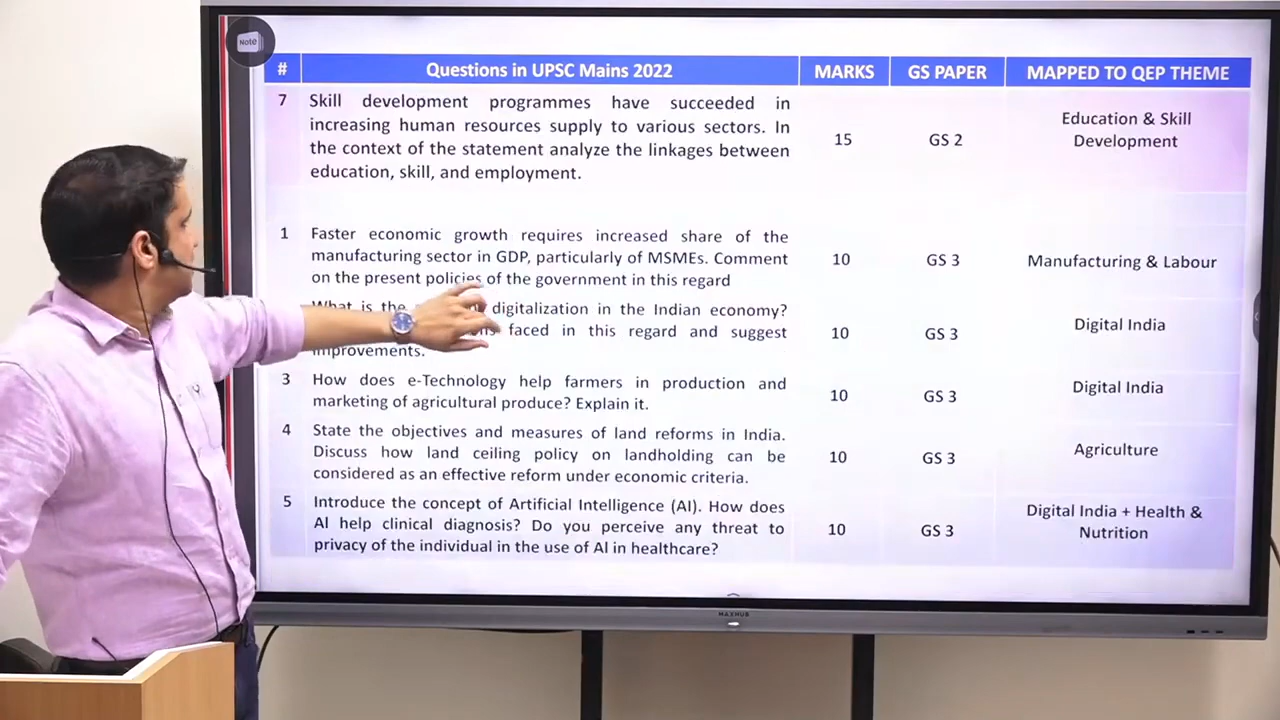 Note
# Questions in UPSC Mains 2022 MARKS GS PAPER MAPPED TO QEP THEME
7 Skill development programmes have succeeded in
increasing human resources supply to various sectors. In
the context of the statement analyze the linkages between
education, skill, and employment.
15 GS 2 Education & Skill
Development
1 Faster economic growth requires increased share of the
manufacturing sector in GDP, particularly of MSMEs. Comment
on the present policies of the government in this regard
10 GS 3 Manufacturing & Labour
What is the digitalization in the Indian economy?
faced in this regard and suggest
improvements.
10 GS 3 Digital India
3 How does e-Technology help farmers in production and
marketing of agricultural produce? Explain it.
10 GS 3 Digital India
4 State the objectives and measures of land reforms in India.
Discuss how land ceiling policy on landholding can be
considered as an effective reform under economic criteria.
10 GS 3 Agriculture
5 Introduce the concept of Artificial Intelligence (AI). How does
AI help clinical diagnosis? Do you perceive any threat to
privacy of the individual in the use of AI in healthcare?
10 GS 3 Digital India + Health &
Nutrition
MAXHUB